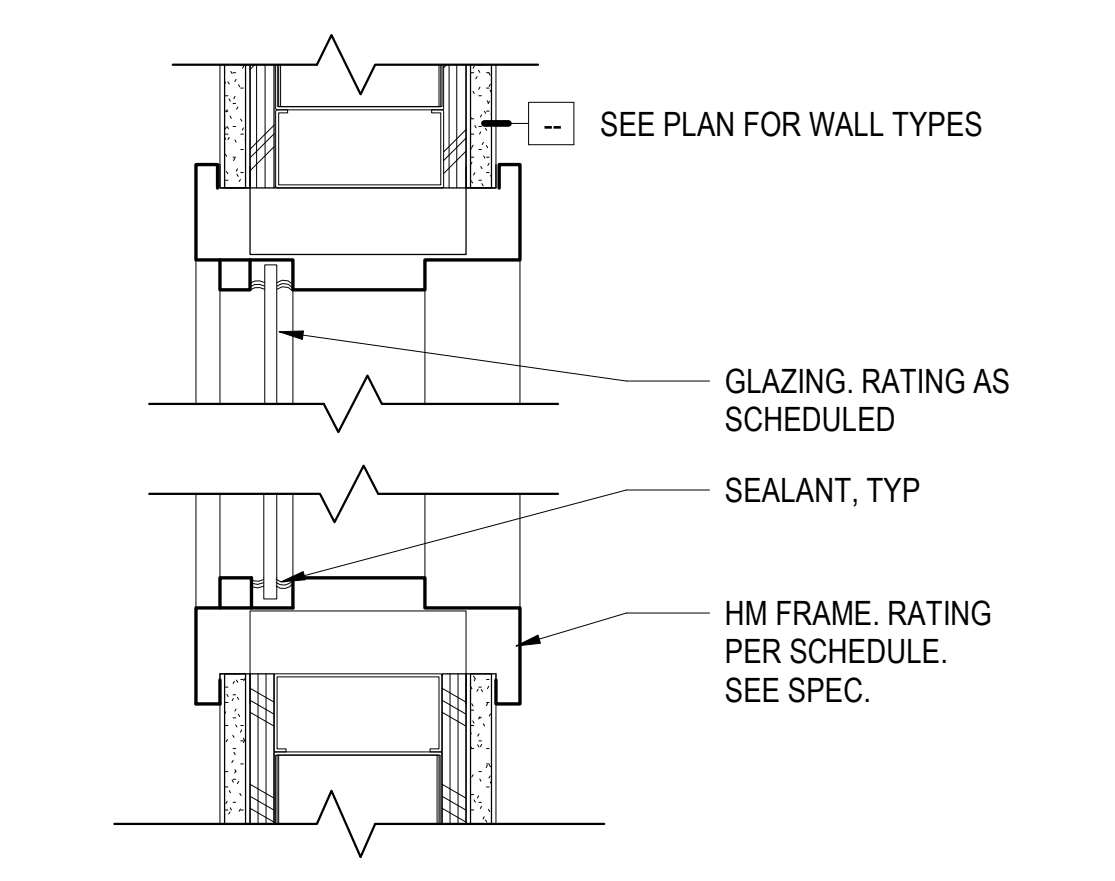 --
SEE PLAN FOR WALL TYPES
GLAZING. RATING AS
SCHEDULED
SEALANT, TYP
HM FRAME. RATING
PER SCHEDULE.
SEE SPEC.